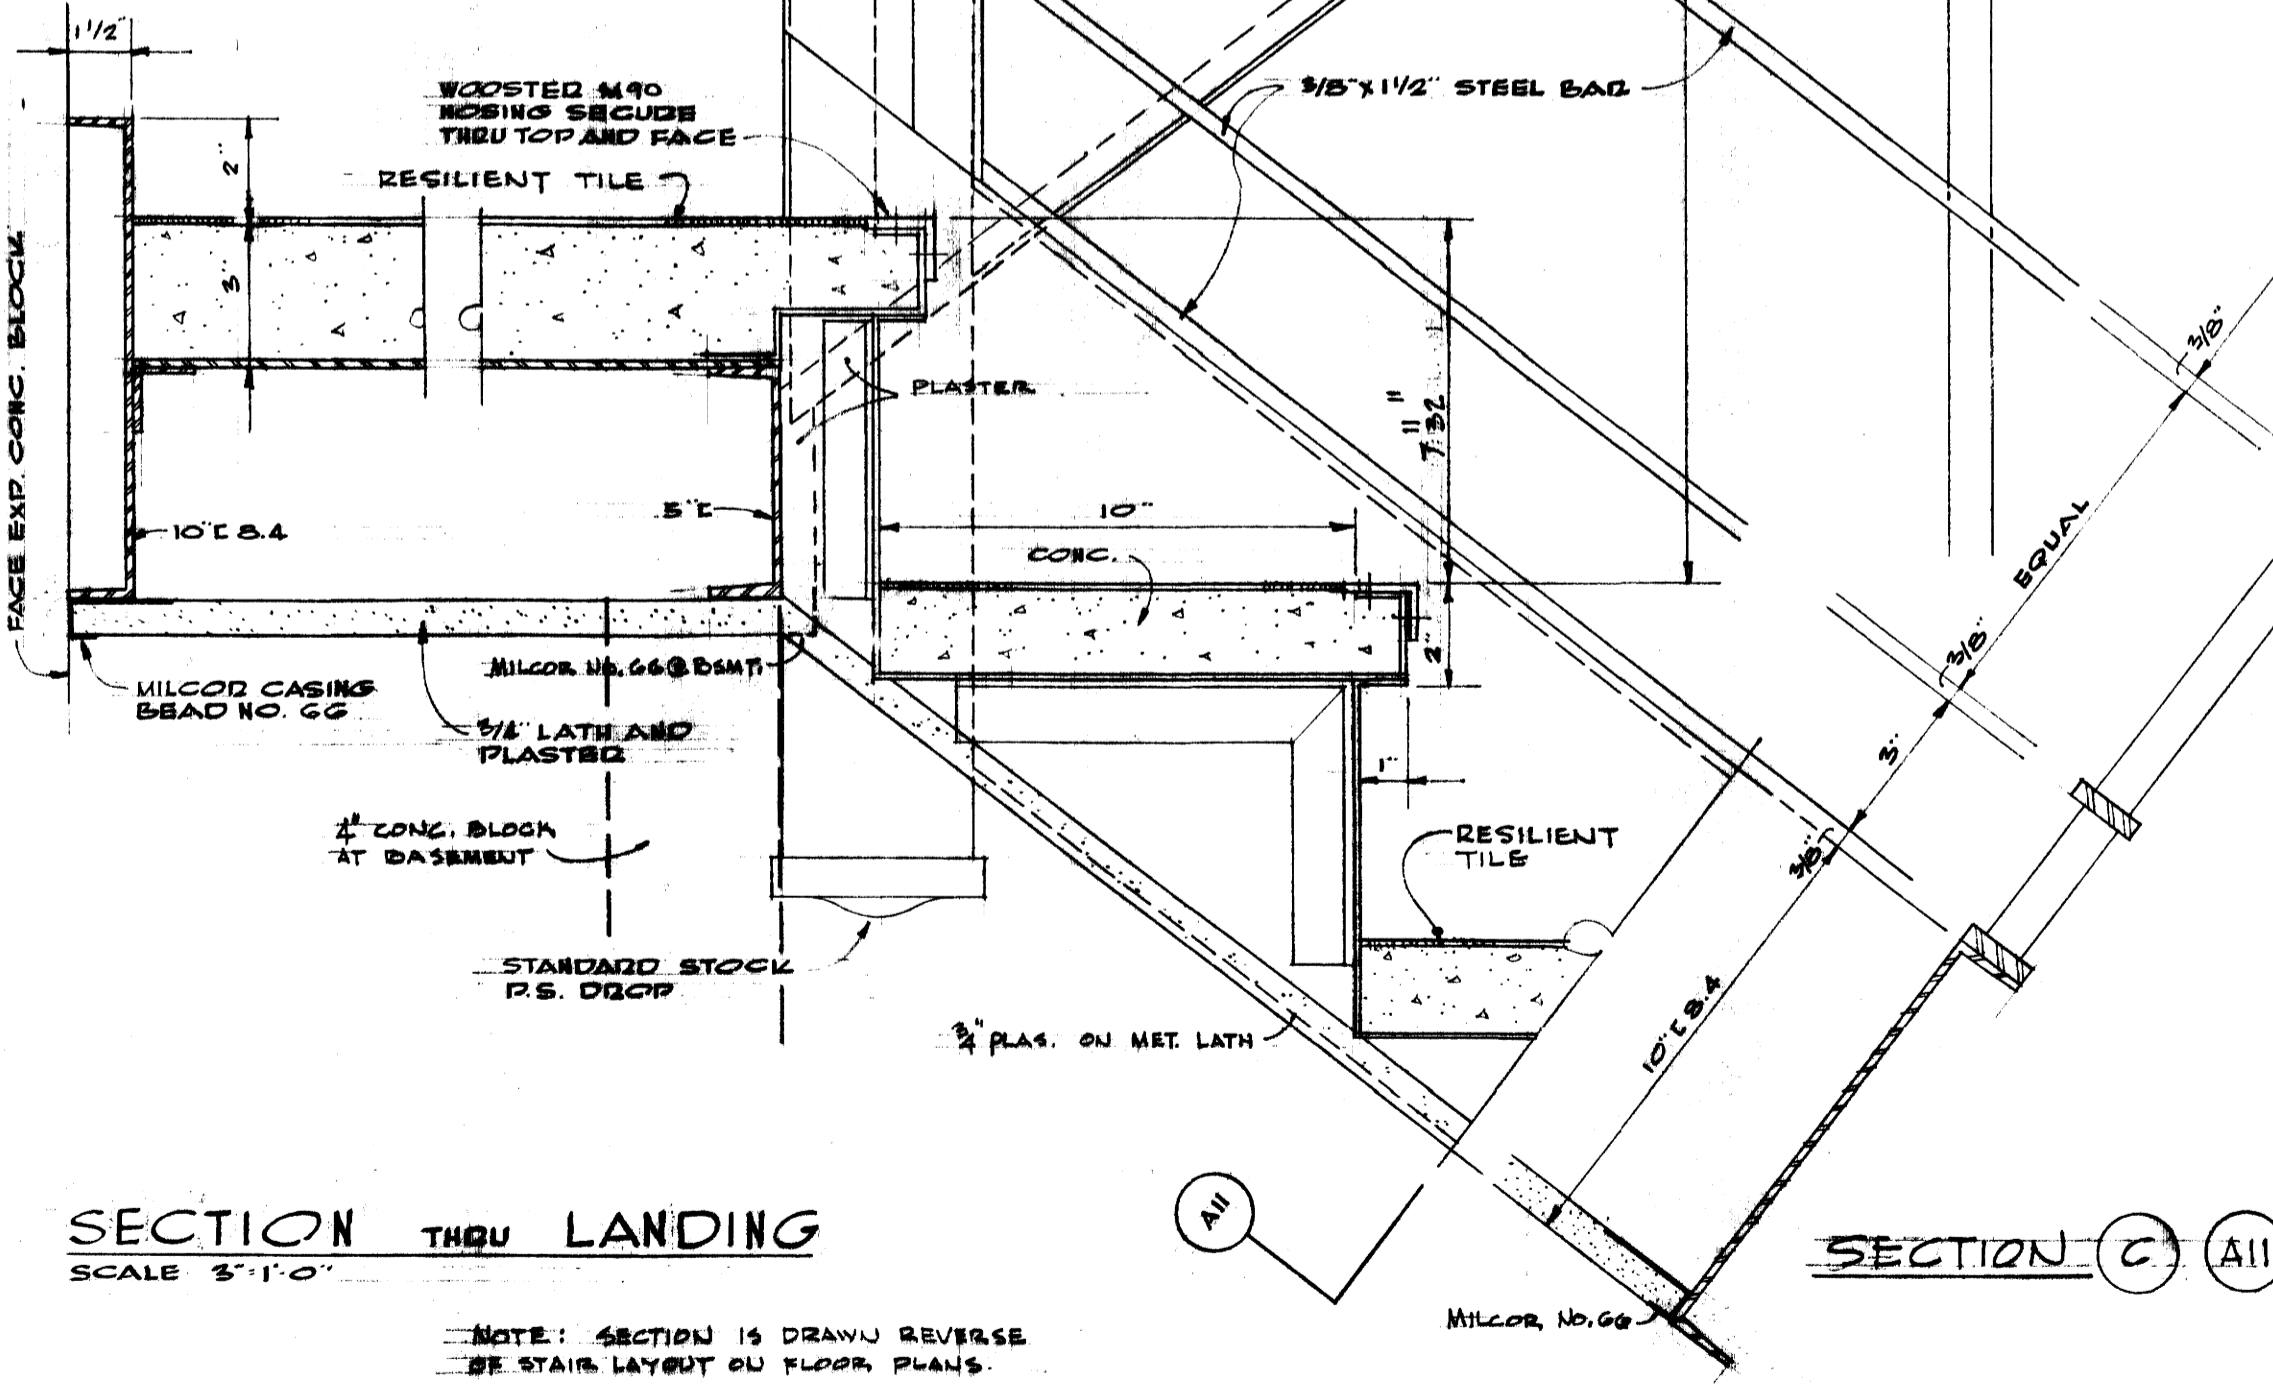 1 1/2"
WOOSTER M90
NOSING SECURE
THRU TOP AND FACE
3/8" X 1 1/2" STEEL BAR
RESILIENT TILE
2"
3"
FACE EXP. CONC. BLOCK
PLASTER
3/8"
10" [ 8.4
5" [
10"
CONC.
EQUAL
2"
3/8"
MILCOR NO. 66 @ BSMT.
MILCOR CASING
BEAD NO. 66
3/4" LATH AND
PLASTER
3"
1"
4" CONC. BLOCK
AT BASEMENT
RESILIENT
TILE
3/8"
STANDARD STOCK
P.S. DROP
3/4" PLAS. ON MET. LATH
10" [ 8.4
A11
SECTION THRU LANDING
SCALE 3"=1'-0"
SECTION C A11
MILCOR NO. 66
NOTE: SECTION IS DRAWN REVERSE
OF STAIR LAYOUT ON FLOOR PLANS.